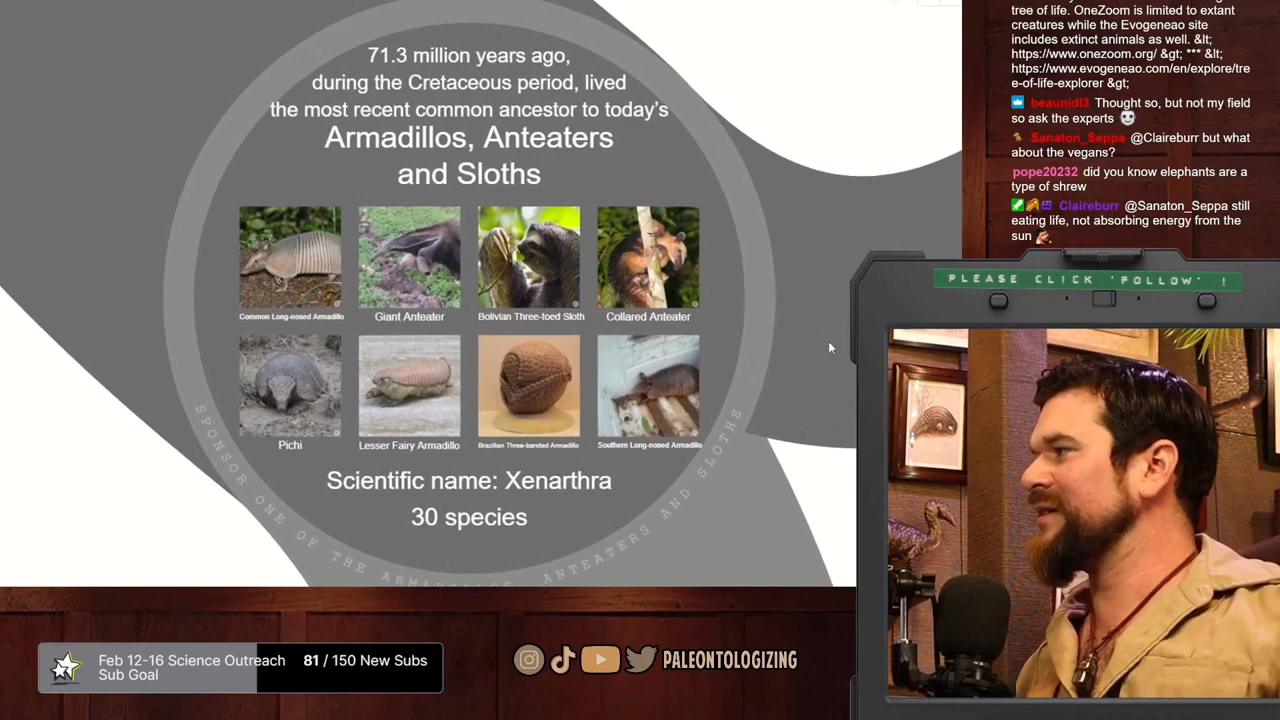 71.3 million years ago,
during the Cretaceous period, lived
the most recent common ancestor to today's
Armadillos, Anteaters
and Sloths
Common Long-nosed Armadillo
Giant Anteater
Bolivian Three-toed Sloth
Collared Anteater
Pichi
Lesser Fairy Armadillo
Brazilian Three-banded Armadillo
Southern Long-nosed Armadillo
Scientific name: Xenarthra
30 species
SPONSOR ONE OF THE ARMADILLOS, ANTEATERS AND SLOTHS
tree of life. OneZoom is limited to extant
creatures while the Evogeneao site
includes extinct animals as well. &lt;
https://www.onezoom.org/ &gt; *** &lt;
https://www.evogeneao.com/en/explore/tre
e-of-life-explorer &gt;
beaunidl3 Thought so, but not my field
so ask the experts
Sanaton_Seppa @Claireburr but what
about the vegans?
pope20232 did you know elephants are a
type of shrew
Claireburr @Sanaton_Seppa still
eating life, not absorbing energy from the
sun
PLEASE CLICK 'FOLLOW' !
Feb 12-16 Science Outreach
Sub Goal
81 / 150 New Subs
PALEONTOLOGIZING